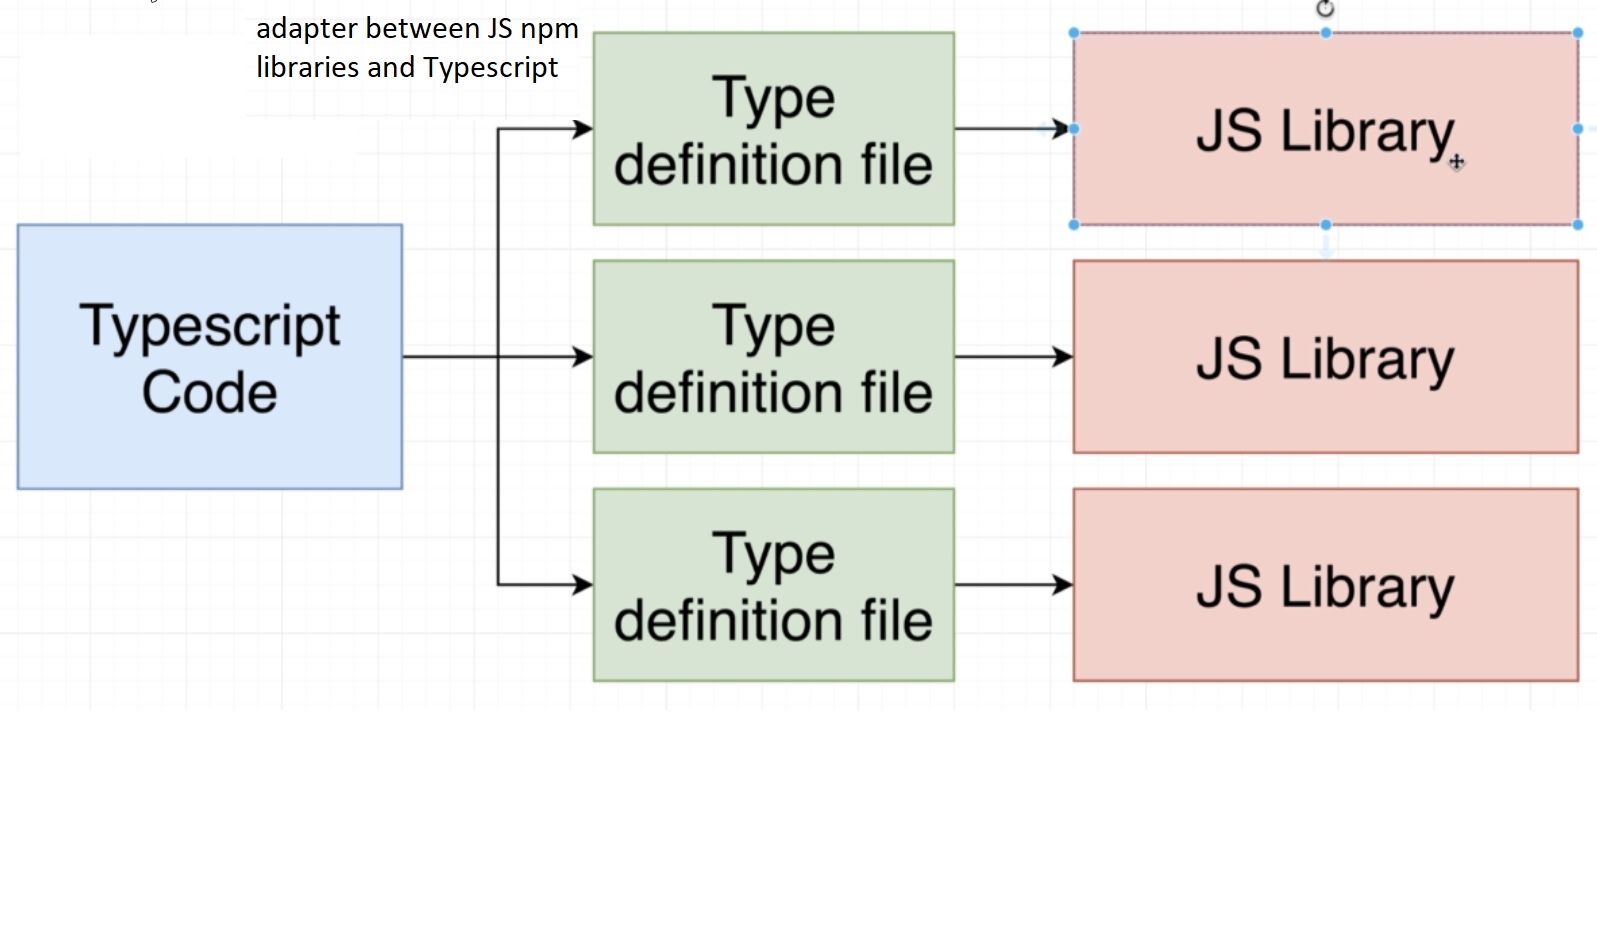 adapter between JS npm
libraries and Typescript
Type
definition file
JS Library
Typescript
Code
Type
definition file
JS Library
Type
definition file
JS Library